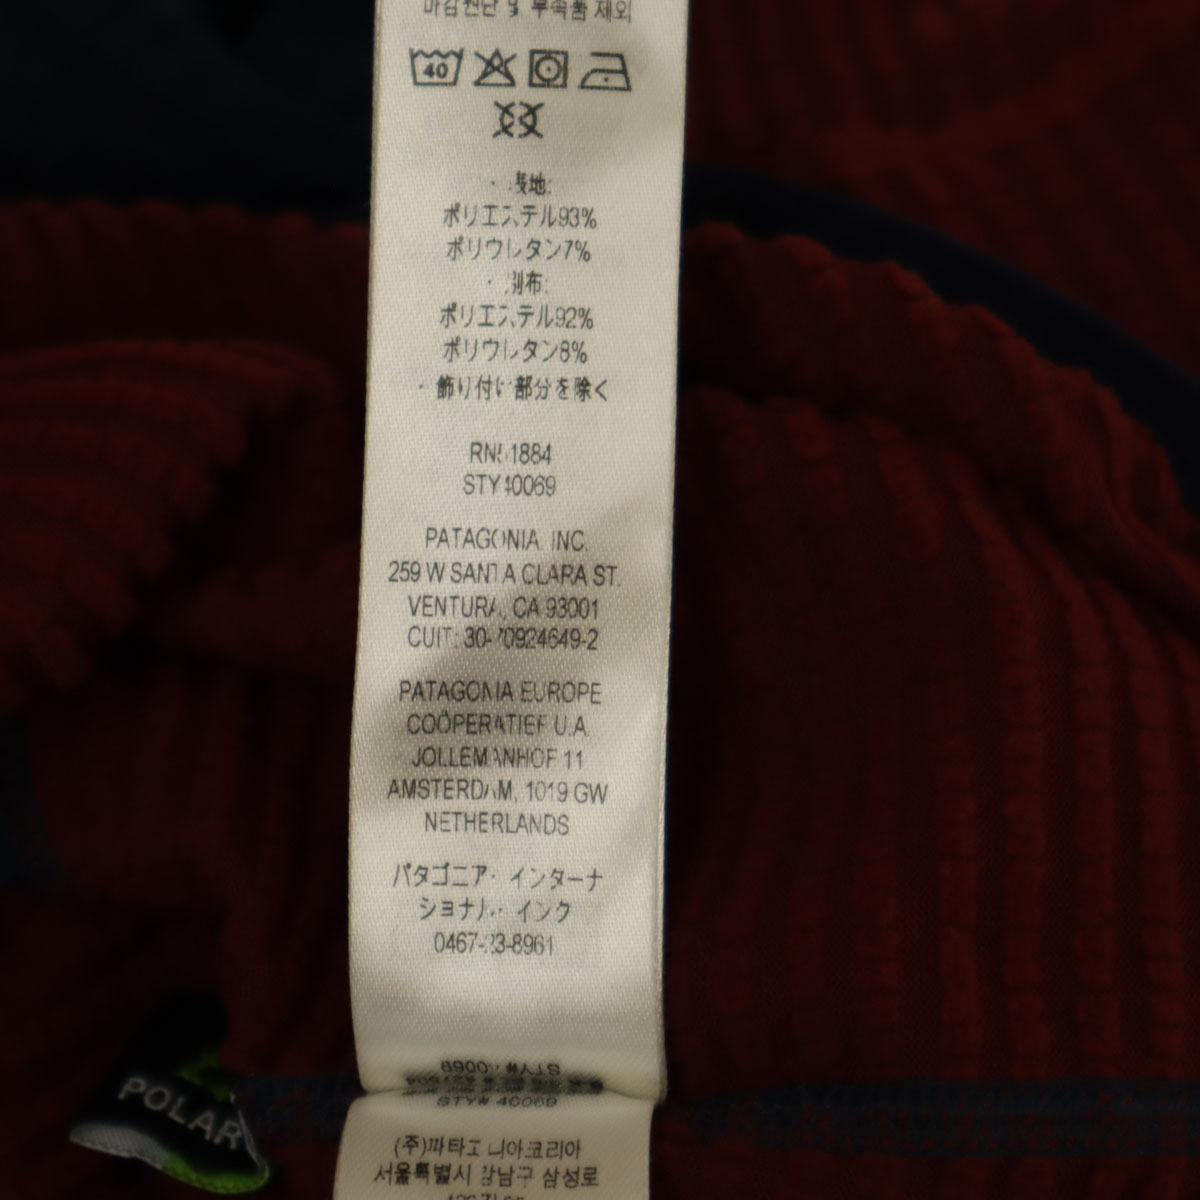 마감원단 및 부속품 제외
40
表地:
ポリエステル93%
ポリウレタン7%
別布:
ポリエステル92%
ポリウレタン8%
・飾り付け部分を除く
RN51884
STY40069
PATAGONIA, INC.
259 W SANTA CLARA ST.
VENTURA, CA 93001
CUIT: 30-70924649-2
PATAGONIA EUROPE
COÖPERATIEF U.A.
JOLLEMANHOF 11
AMSTERDAM, 1019 GW
NETHERLANDS
パタゴニア・インターナ
ショナル・インク
0467-23-8961
STY# 40069
(주)파타고니아코리아
서울특별시 강남구 삼성로
POLAR